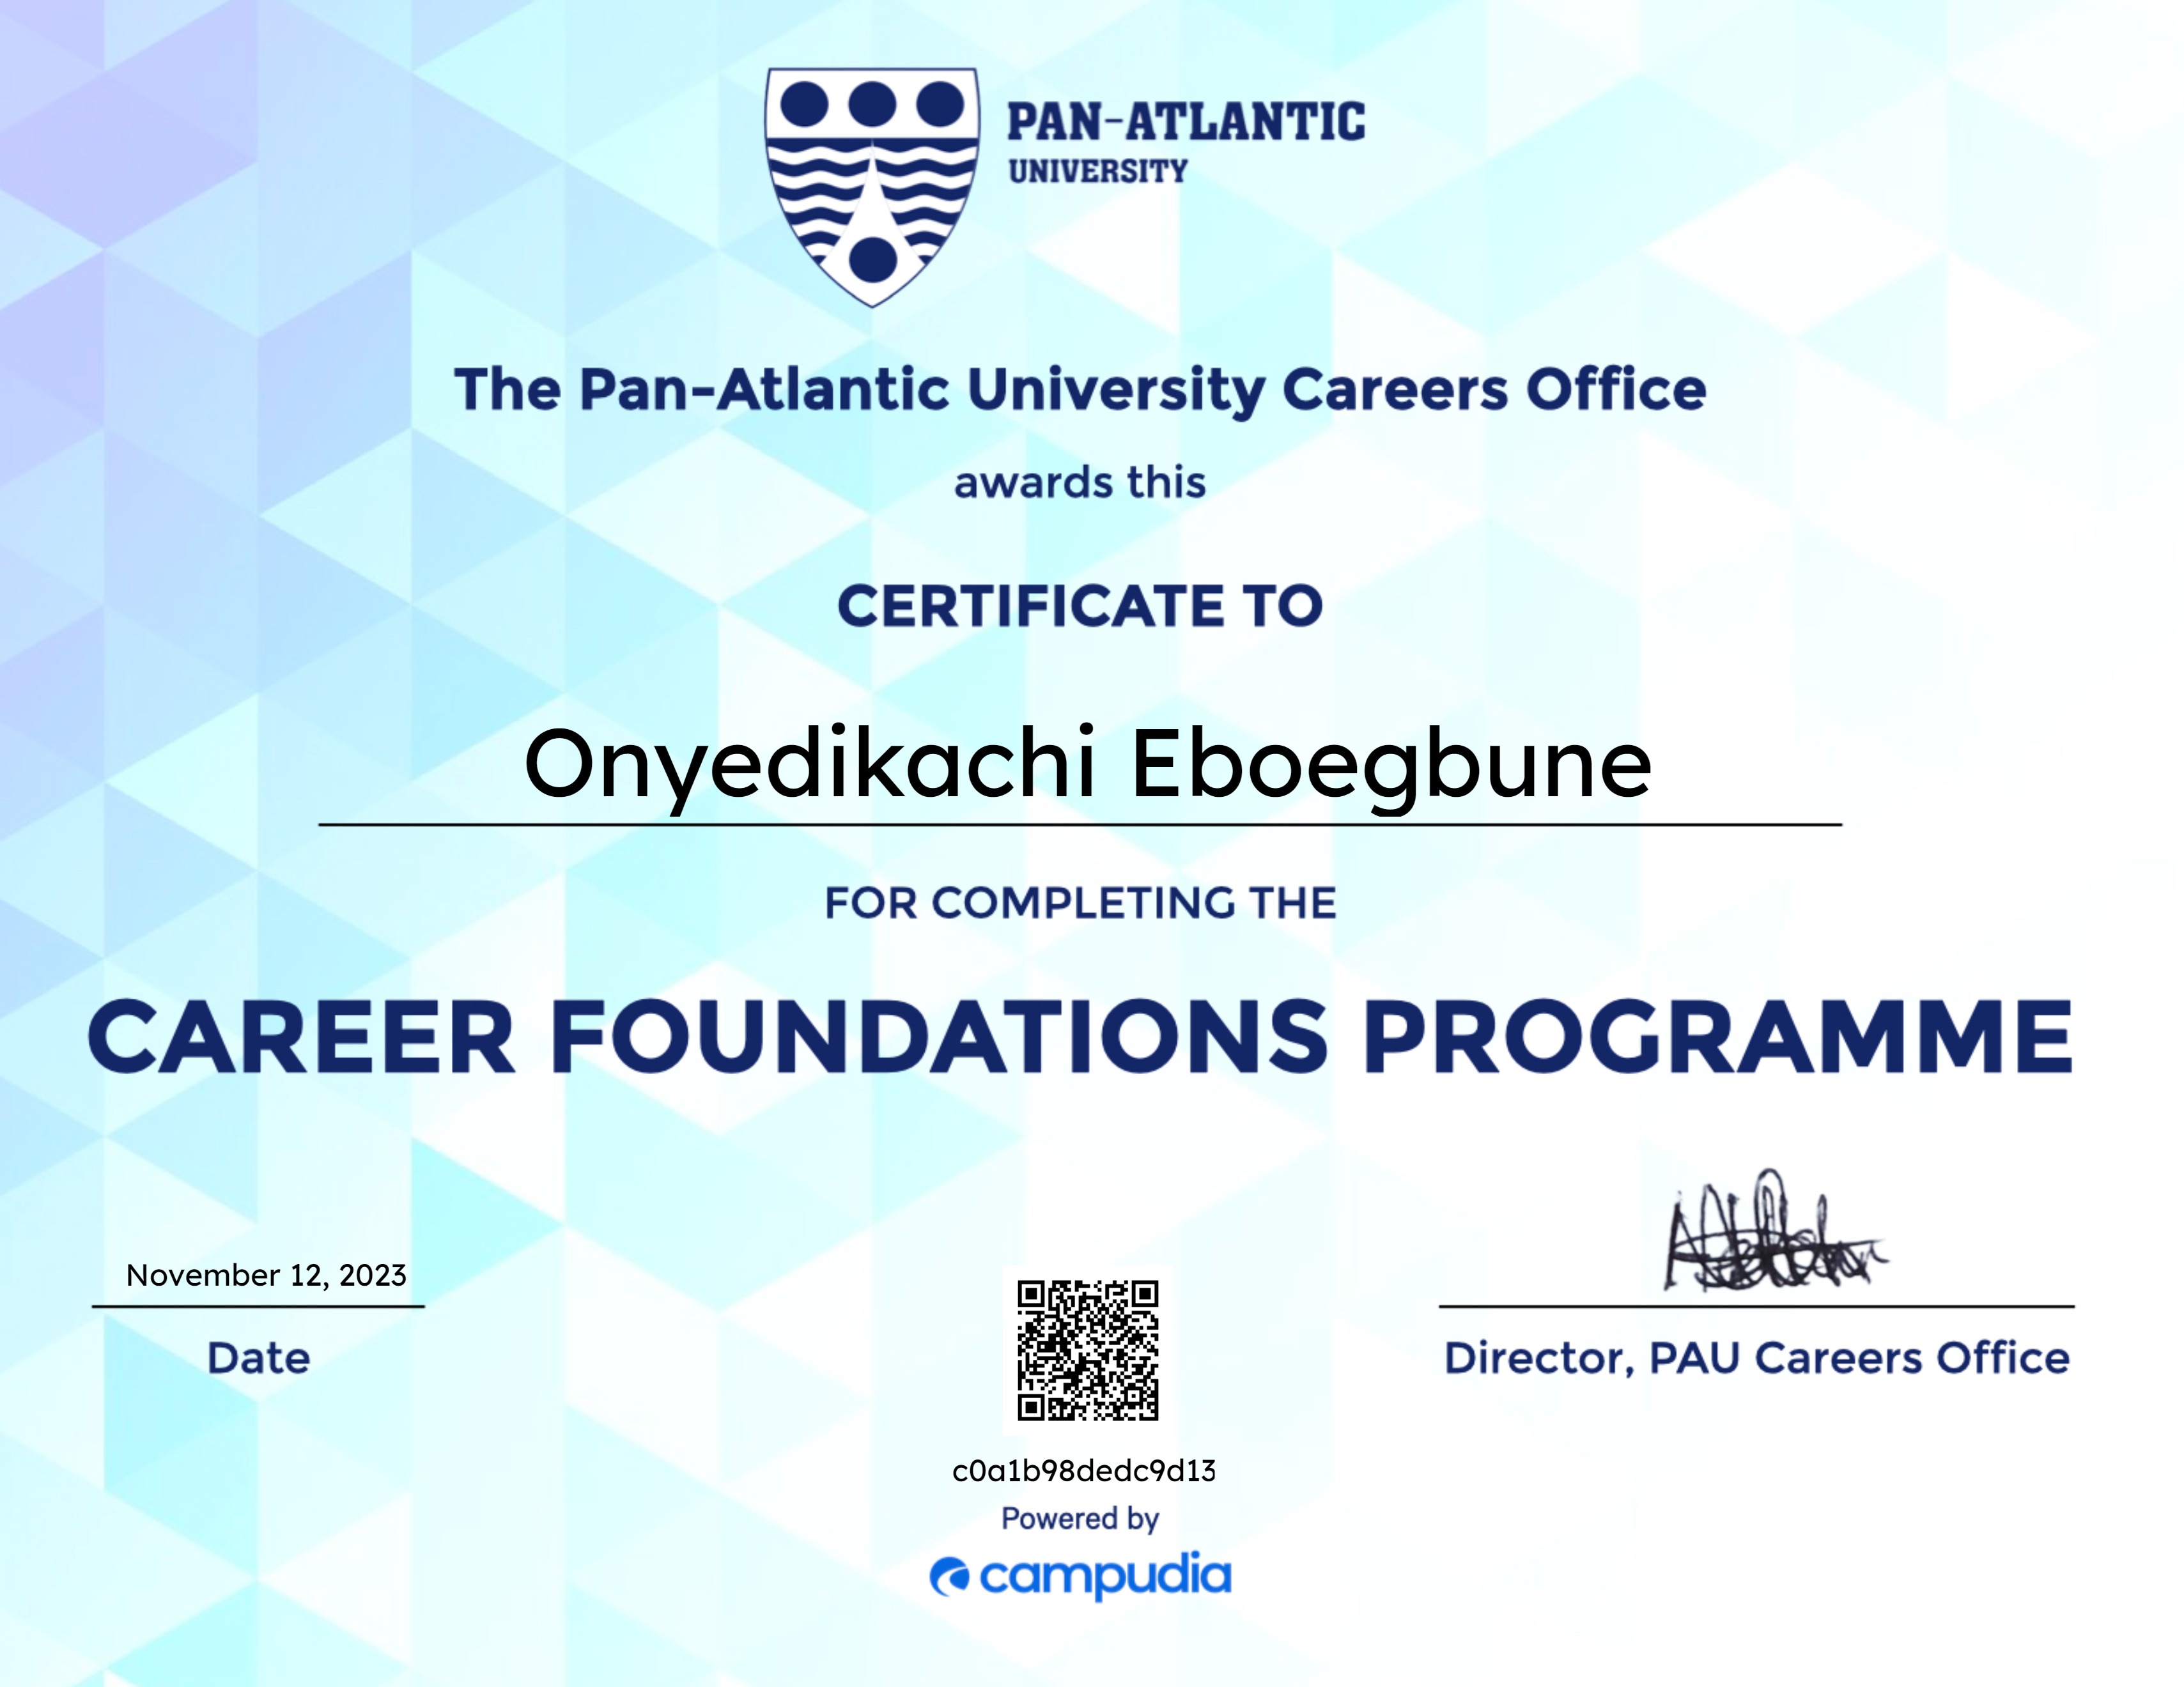 PAN-ATLANTIC
UNIVERSITY
The Pan-Atlantic University Careers Office
awards this
CERTIFICATE TO
Onyedikachi Eboegbune
FOR COMPLETING THE
CAREER FOUNDATIONS PROGRAMME
November 12, 2023
Date
Director, PAU Careers Office
c0a1b98dedc9d13
Powered by
campudia